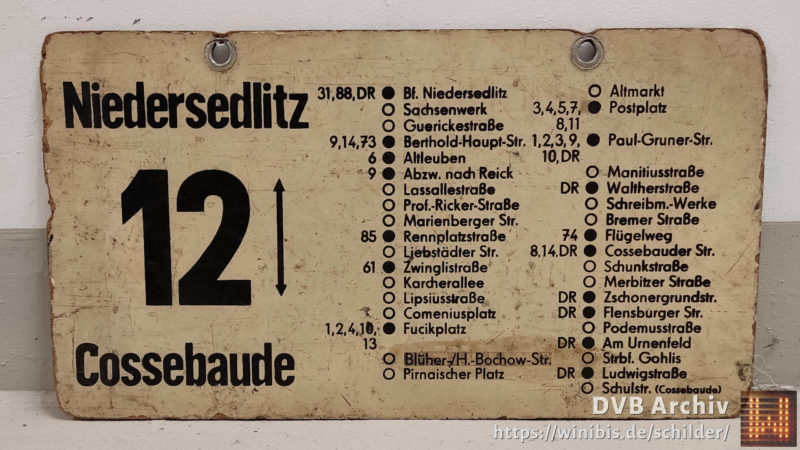 Niedersedlitz
12
Cossebaude
31,88,DR Bf. Niedersedlitz
Sachsenwerk
Guerickestraße
9,14,73 Berthold-Haupt-Str.
6 Altleuben
9 Abzw. nach Reick
Lassallestraße
Prof.-Ricker-Straße
Marienberger Str.
85 Rennplatzstraße
Liebstädter Str.
61 Zwinglistraße
Karcherallee
Lipsiusstraße
Comeniusplatz
1,2,4,10, Fucikplatz
13
Blüher-/H.-Bochow-Str.
Pirnaischer Platz
Altmarkt
3,4,5,7, Postplatz
8,11
1,2,3,9, Paul-Gruner-Str.
10,DR
Manitiusstraße
DR Waltherstraße
Schreibm.-Werke
Bremer Straße
74 Flügelweg
8,14,DR Cossebauder Str.
Schunkstraße
Merbitzer Straße
DR Zschonergrundstr.
DR Flensburger Str.
Podemusstraße
DR Am Urnenfeld
Strbf. Gohlis
DR Ludwigstraße
Schulstr. (Cossebaude)
DVB Archiv
https://winibis.de/schilder/